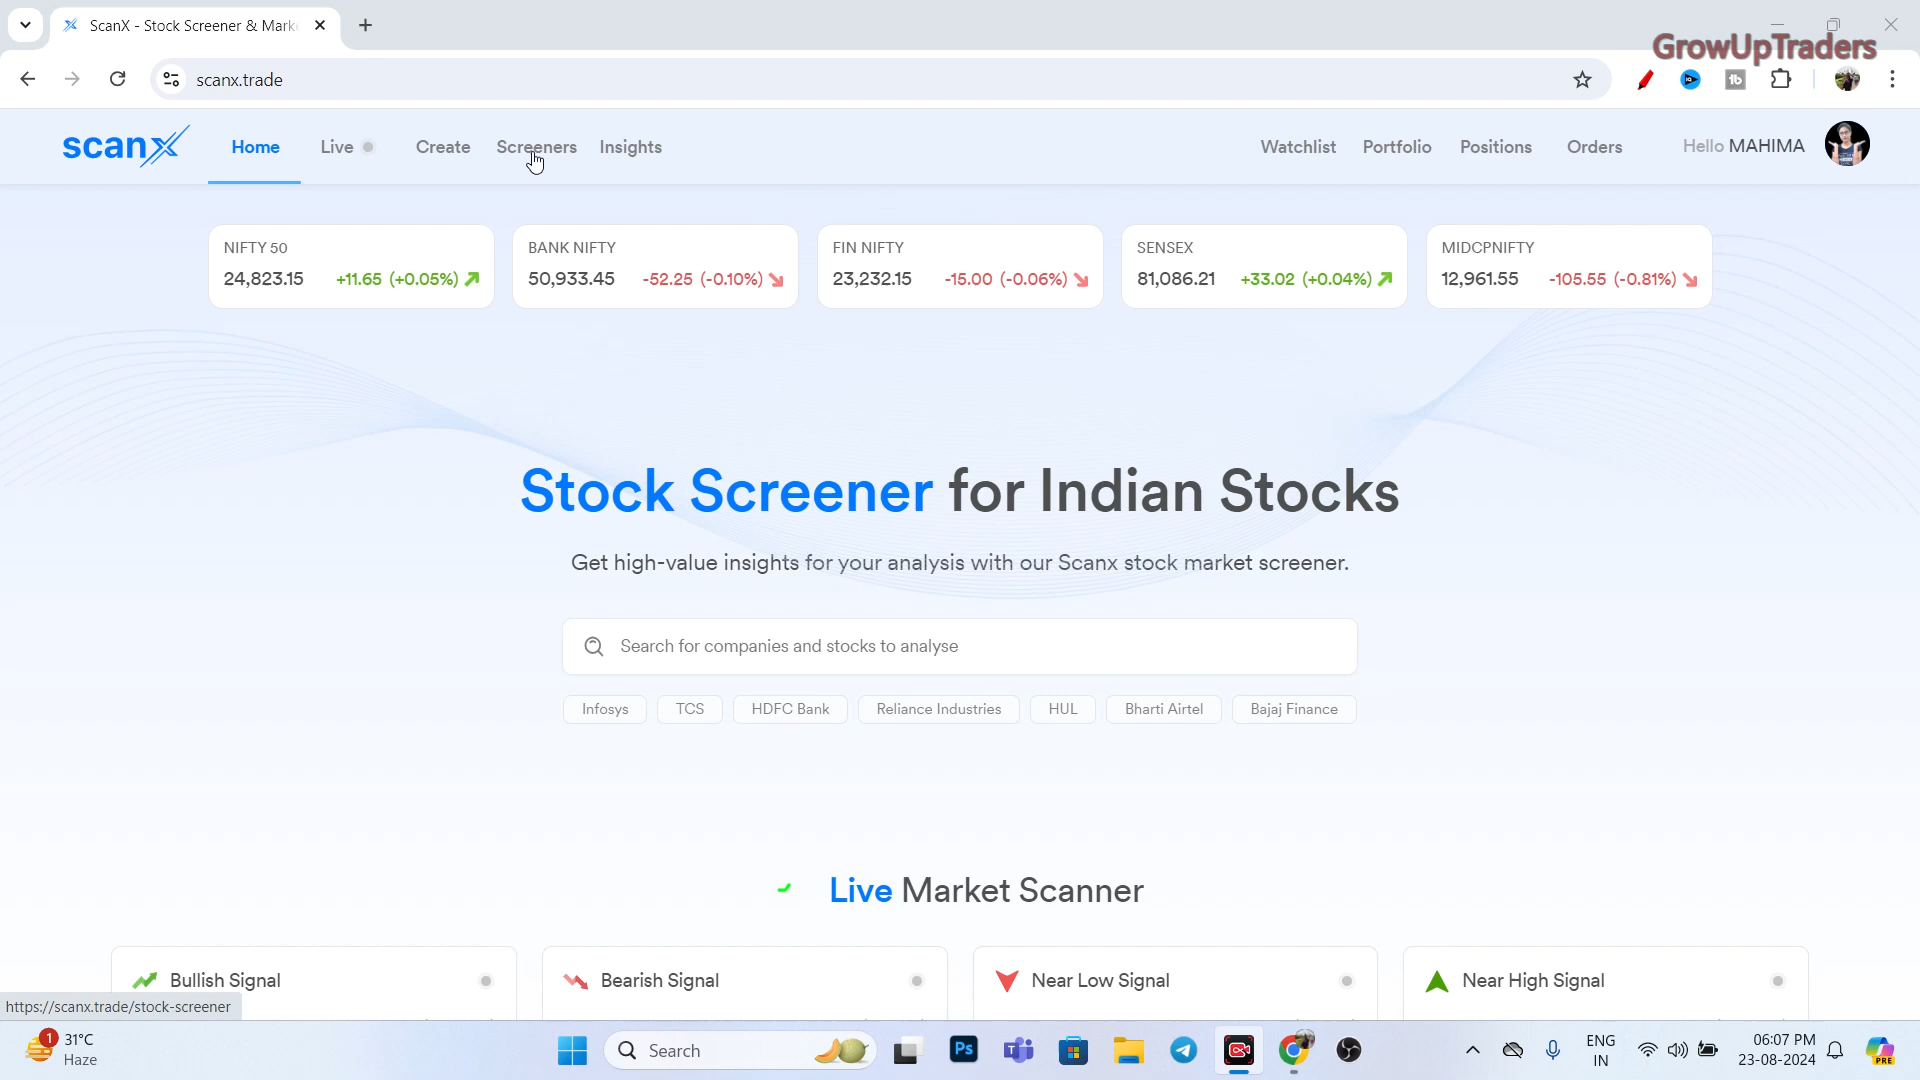 ScanX - Stock Screener & Mark
GrowUpTraders
scanx.trade
scanx
Home
Live
Create
Screeners
Insights
Watchlist
Portfolio
Positions
Orders
Hello MAHIMA
NIFTY 50
24,823.15 +11.65 (+0.05%)
BANK NIFTY
50,933.45 -52.25 (-0.10%)
FIN NIFTY
23,232.15 -15.00 (-0.06%)
SENSEX
81,086.21 +33.02 (+0.04%)
MIDCPNIFTY
12,961.55 -105.55 (-0.81%)
Stock Screener for Indian Stocks
Get high-value insights for your analysis with our Scanx stock market screener.
Search for companies and stocks to analyse
Infosys
TCS
HDFC Bank
Reliance Industries
HUL
Bharti Airtel
Bajaj Finance
Live Market Scanner
Bullish Signal
Bearish Signal
Near Low Signal
Near High Signal
https://scanx.trade/stock-screener
1
31°C
Haze
Search
Ps
ENG
IN
06:07 PM
23-08-2024
PRE